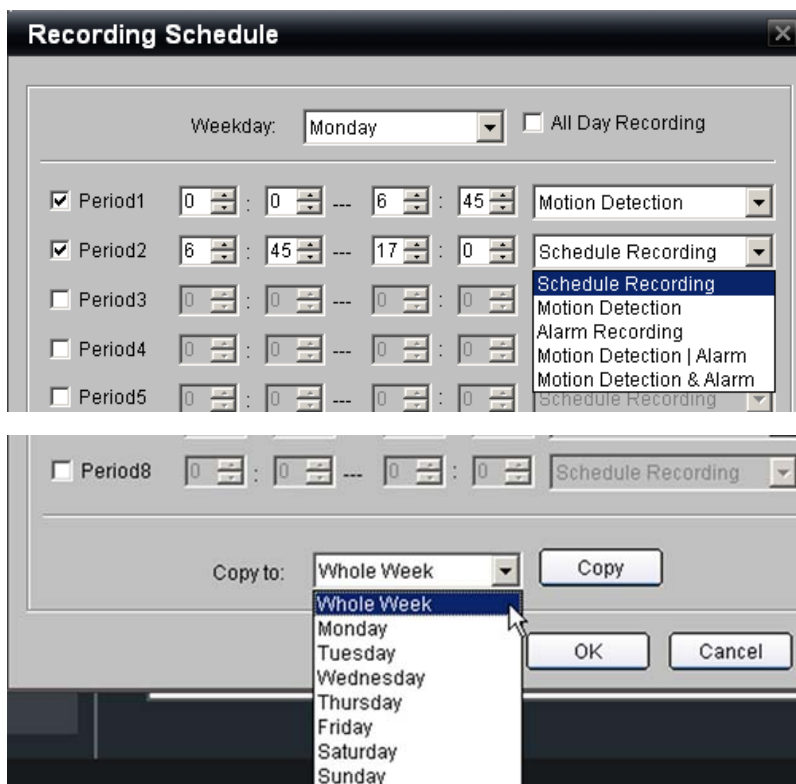 Recording Schedule
Weekday: Monday All Day Recording
Period1 0 : 0 --- 6 : 45 Motion Detection
Period2 6 : 45 --- 17 : 0 Schedule Recording
Schedule Recording
Period3 0 : 0 --- 0 : 0 Motion Detection
Alarm Recording
Period4 0 : 0 --- 0 : 0 Motion Detection | Alarm
Motion Detection & Alarm
Period5 0 : 0 --- 0 : 0 Schedule Recording
Period8 0 : 0 --- 0 : 0 Schedule Recording
Copy to: Whole Week Copy
Whole Week
Monday
Tuesday OK Cancel
Wednesday
Thursday
Friday
Saturday
Sunday